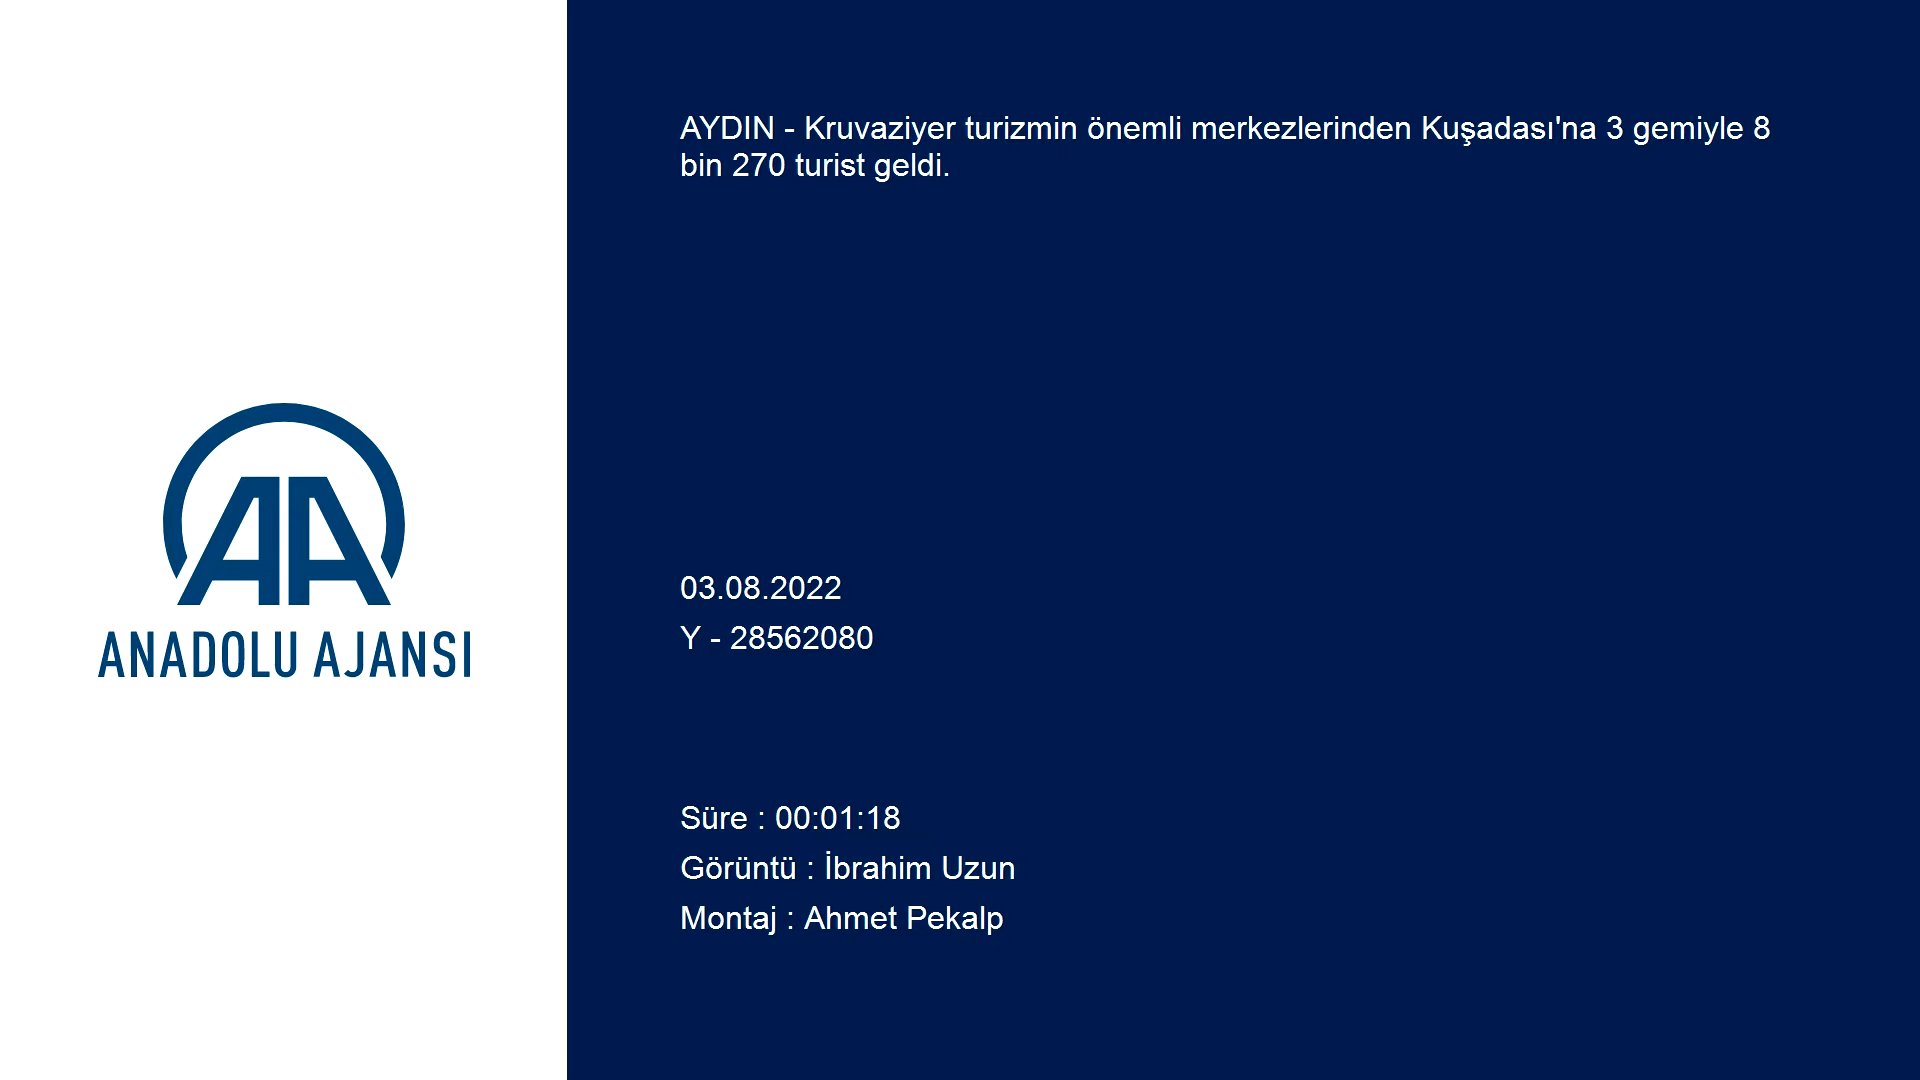 AYDIN - Kruvaziyer turizmin önemli merkezlerinden Kuşadası'na 3 gemiyle 8
bin 270 turist geldi.
AA
ANADOLU AJANSI
03.08.2022
Y - 28562080
Süre : 00:01:18
Görüntü : İbrahim Uzun
Montaj : Ahmet Pekalp